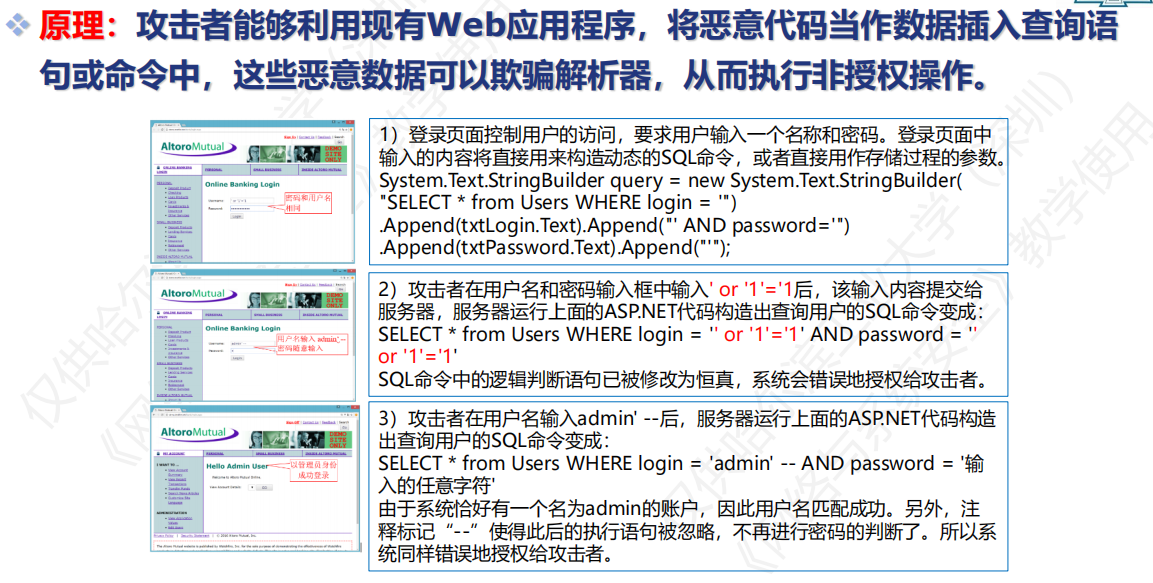 原理：攻击者能够利用现有Web应用程序，将恶意代码当作数据插入查询语
句或命令中，这些恶意数据可以欺骗解析器，从而执行非授权操作。
AltoroMutual
DEMO
SITE
ONLY
Online Banking Login
密码和用户名
相同
1）登录页面控制用户的访问，要求用户输入一个名称和密码。登录页面中
输入的内容将直接用来构造动态的SQL命令，或者直接用作存储过程的参数。
System.Text.StringBuilder query = new System.Text.StringBuilder(
"SELECT * from Users WHERE login = '")
.Append(txtLogin.Text).Append("' AND password='")
.Append(txtPassword.Text).Append("'");
AltoroMutual
DEMO
SITE
ONLY
Online Banking Login
用户名输入 admin' --
密码随意输入
2）攻击者在用户名和密码输入框中输入' or '1'='1后，该输入内容提交给
服务器，服务器运行上面的ASP.NET代码构造出查询用户的SQL命令变成：
SELECT * from Users WHERE login = '' or '1'='1' AND password = ''
or '1'='1'
SQL命令中的逻辑判断语句已被修改为恒真，系统会错误地授权给攻击者。
AltoroMutual
DEMO
SITE
ONLY
Hello Admin User
以管理员身份
成功登录
3）攻击者在用户名输入admin' --后，服务器运行上面的ASP.NET代码构造
出查询用户的SQL命令变成：
SELECT * from Users WHERE login = 'admin' -- AND password = '输
入的任意字符'
由于系统恰好有一个名为admin的账户，因此用户名匹配成功。另外，注
释标记“--”使得此后的执行语句被忽略，不再进行密码的判断了。所以系
统同样错误地授权给攻击者。